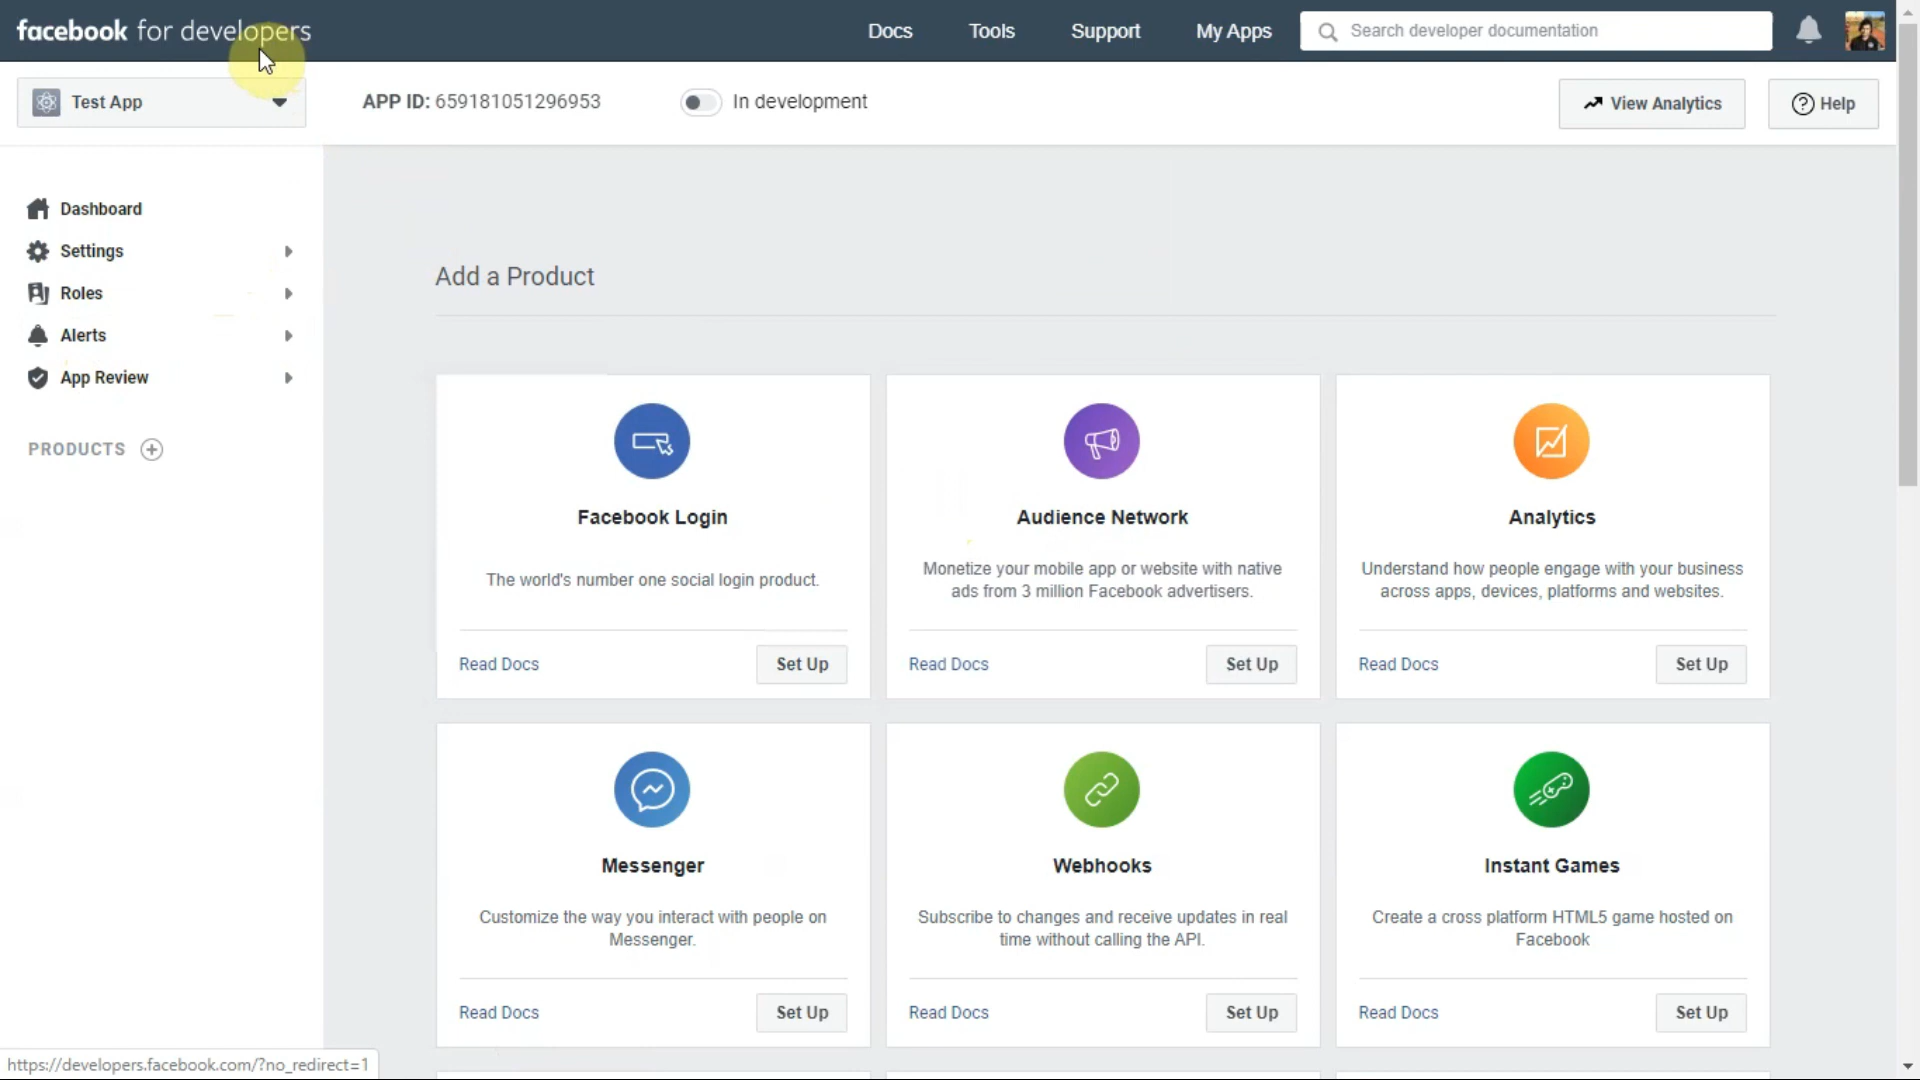 facebook for developers
Docs
Tools
Support
My Apps
Search developer documentation
Test App
APP ID: 659181051296953
In development
View Analytics
Help
Dashboard
Settings
Roles
Alerts
App Review
PRODUCTS
Add a Product
Facebook Login
The world's number one social login product.
Read Docs
Set Up
Audience Network
Monetize your mobile app or website with native
ads from 3 million Facebook advertisers.
Read Docs
Set Up
Analytics
Understand how people engage with your business
across apps, devices, platforms and websites.
Read Docs
Set Up
Messenger
Customize the way you interact with people on
Messenger.
Read Docs
Set Up
Webhooks
Subscribe to changes and receive updates in real
time without calling the API.
Read Docs
Set Up
Instant Games
Create a cross platform HTML5 game hosted on
Facebook
Read Docs
Set Up
https://developers.facebook.com/?no_redirect=1